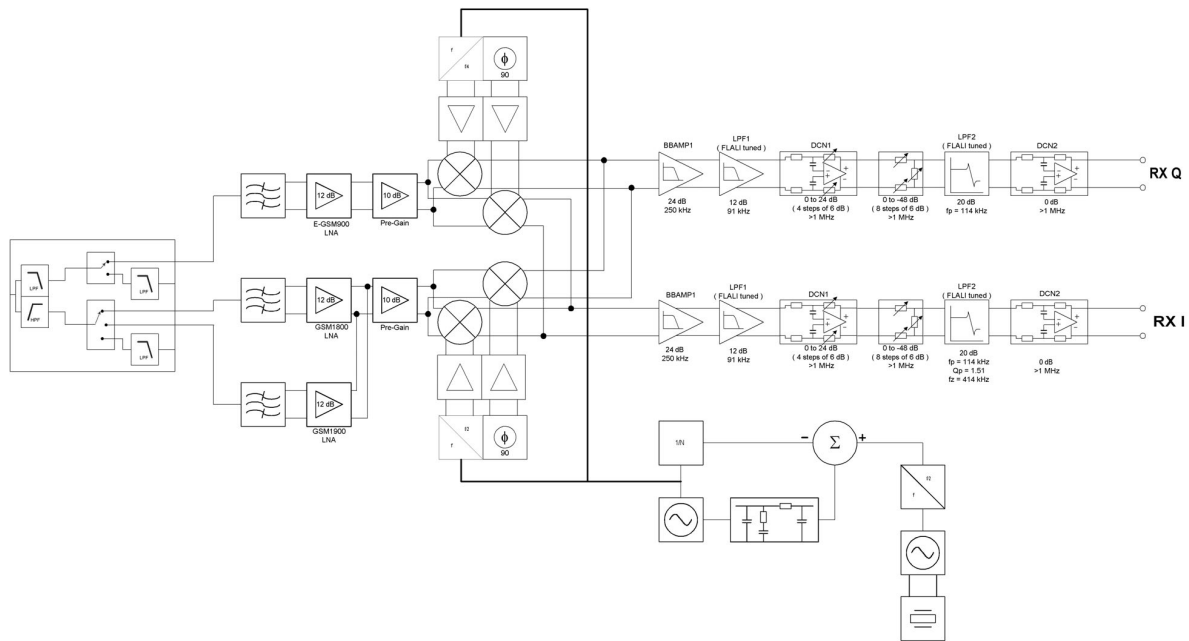 F
F/4
ϕ
90
12 dB
E-GSM900
LNA
10 dB
Pre-Gain
BBAMP1
24 dB
250 kHz
LPF1
( FLALI tuned)
12 dB
91 kHz
DCN1
0 to 24 dB
( 4 steps of 6 dB )
>1 MHz
0 to -48 dB
( 8 steps of 6 dB )
>1 MHz
LPF2
( FLALI tuned)
20 dB
fp = 114 kHz
DCN2
0 dB
>1 MHz
RX Q
LPF
LPF
HPF
LPF
12 dB
GSM1800
LNA
10 dB
Pre-Gain
12 dB
GSM1900
LNA
F/2
F
ϕ
90
BBAMP1
24 dB
250 kHz
LPF1
( FLALI tuned)
12 dB
91 kHz
DCN1
0 to 24 dB
( 4 steps of 6 dB )
>1 MHz
0 to -48 dB
( 8 steps of 6 dB )
>1 MHz
LPF2
(FLALI tuned)
20 dB
fp = 114 kHz
Qp = 1.51
fz = 414 kHz
DCN2
0 dB
>1 MHz
RX I
1/N
−
Σ
+
F/2
F